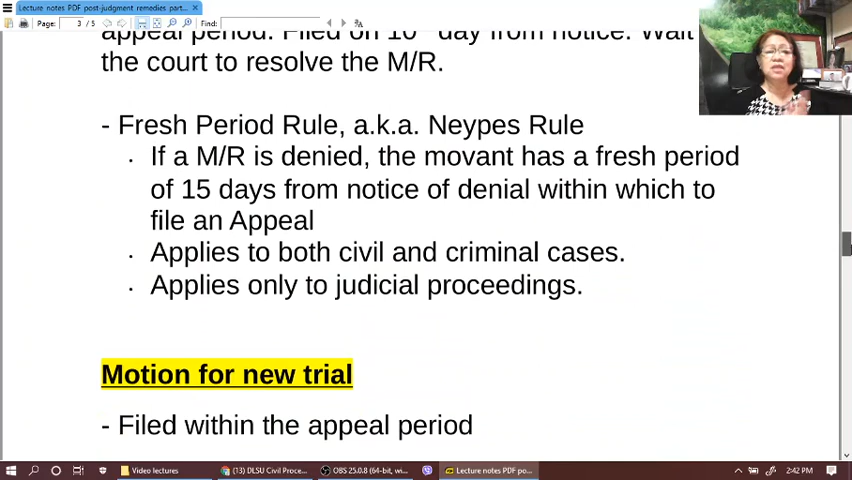 Lecture notes PDF post-judgment remedies part...
Page: 3 / 5 Find:
appeal period. Filed on 10 day from notice. Wait
the court to resolve the M/R.
- Fresh Period Rule, a.k.a. Neypes Rule
. If a M/R is denied, the movant has a fresh period
of 15 days from notice of denial within which to
file an Appeal
. Applies to both civil and criminal cases.
. Applies only to judicial proceedings.
Motion for new trial
- Filed within the appeal period
Video lectures (13) DLSU Civil Proce... OBS 25.0.8 (64-bit, wi... Lecture notes PDF po... 2:42 PM